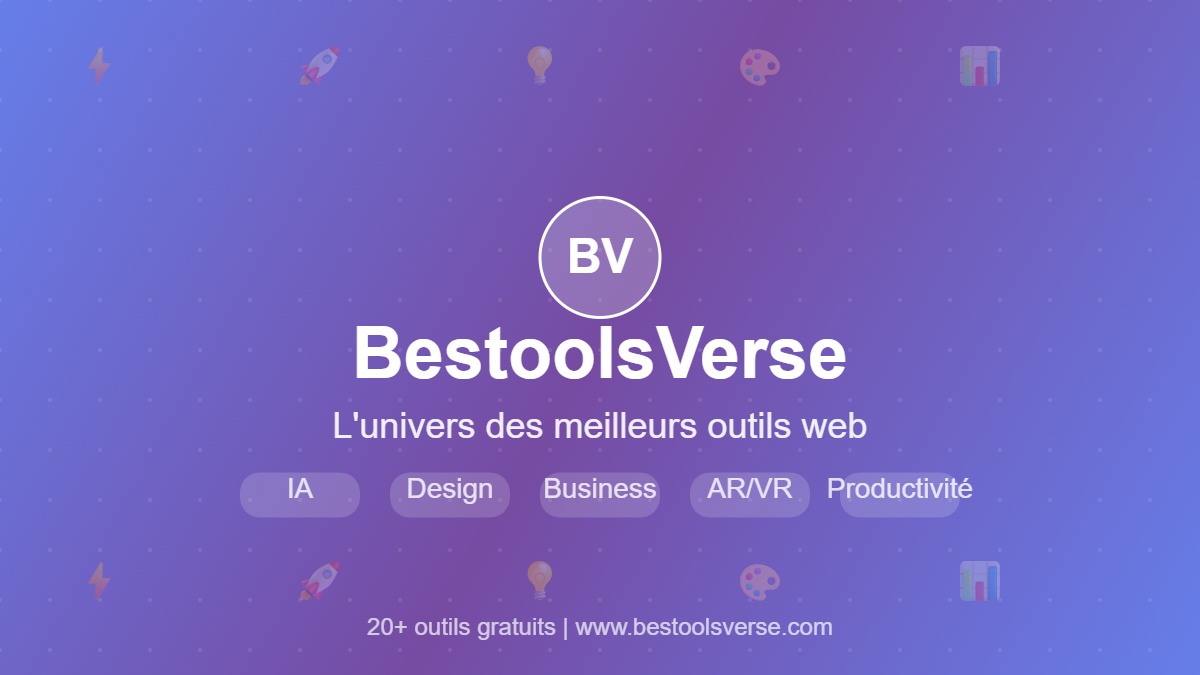 BV
BestoolsVerse
L'univers des meilleurs outils web
IA Design Business AR/VR Productivité
20+ outils gratuits | www.bestoolsverse.com